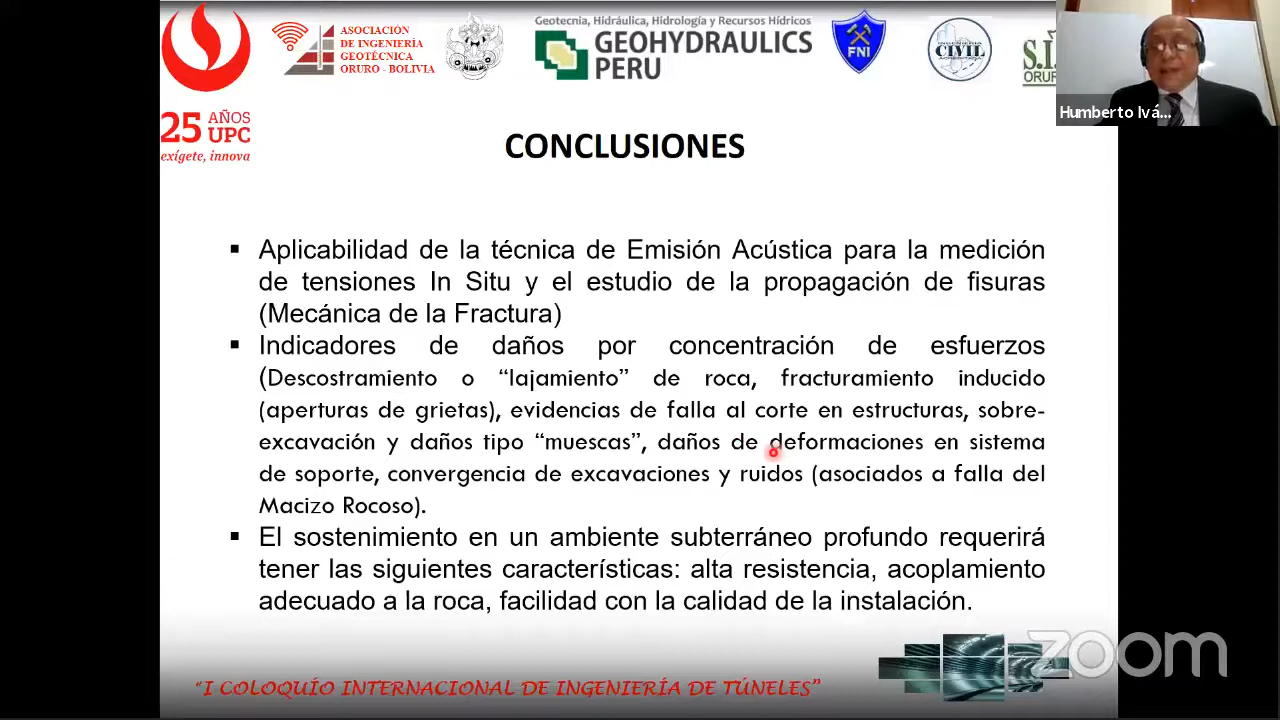 25 AÑOS UPC
exígete, innova
ASOCIACIÓN
DE INGENIERÍA
GEOTÉCNICA
ORURO - BOLIVIA
Geotecnia, Hidráulica, Hidrología y Recursos Hídricos
GEOHYDRAULICS
PERU
FNI
CIVIL
ORU
Humberto Ivá...
CONCLUSIONES
▪ Aplicabilidad de la técnica de Emisión Acústica para la medición
de tensiones In Situ y el estudio de la propagación de fisuras
(Mecánica de la Fractura)
▪ Indicadores de daños por concentración de esfuerzos
(Descostramiento o “lajamiento” de roca, fracturamiento inducido
(aperturas de grietas), evidencias de falla al corte en estructuras, sobre-
excavación y daños tipo “muescas”, daños de deformaciones en sistema
de soporte, convergencia de excavaciones y ruidos (asociados a falla del
Macizo Rocoso).
▪ El sostenimiento en un ambiente subterráneo profundo requerirá
tener las siguientes características: alta resistencia, acoplamiento
adecuado a la roca, facilidad con la calidad de la instalación.
zoom
“I COLOQUÍO INTERNACIONAL DE INGENIERÍA DE TÚNELES”